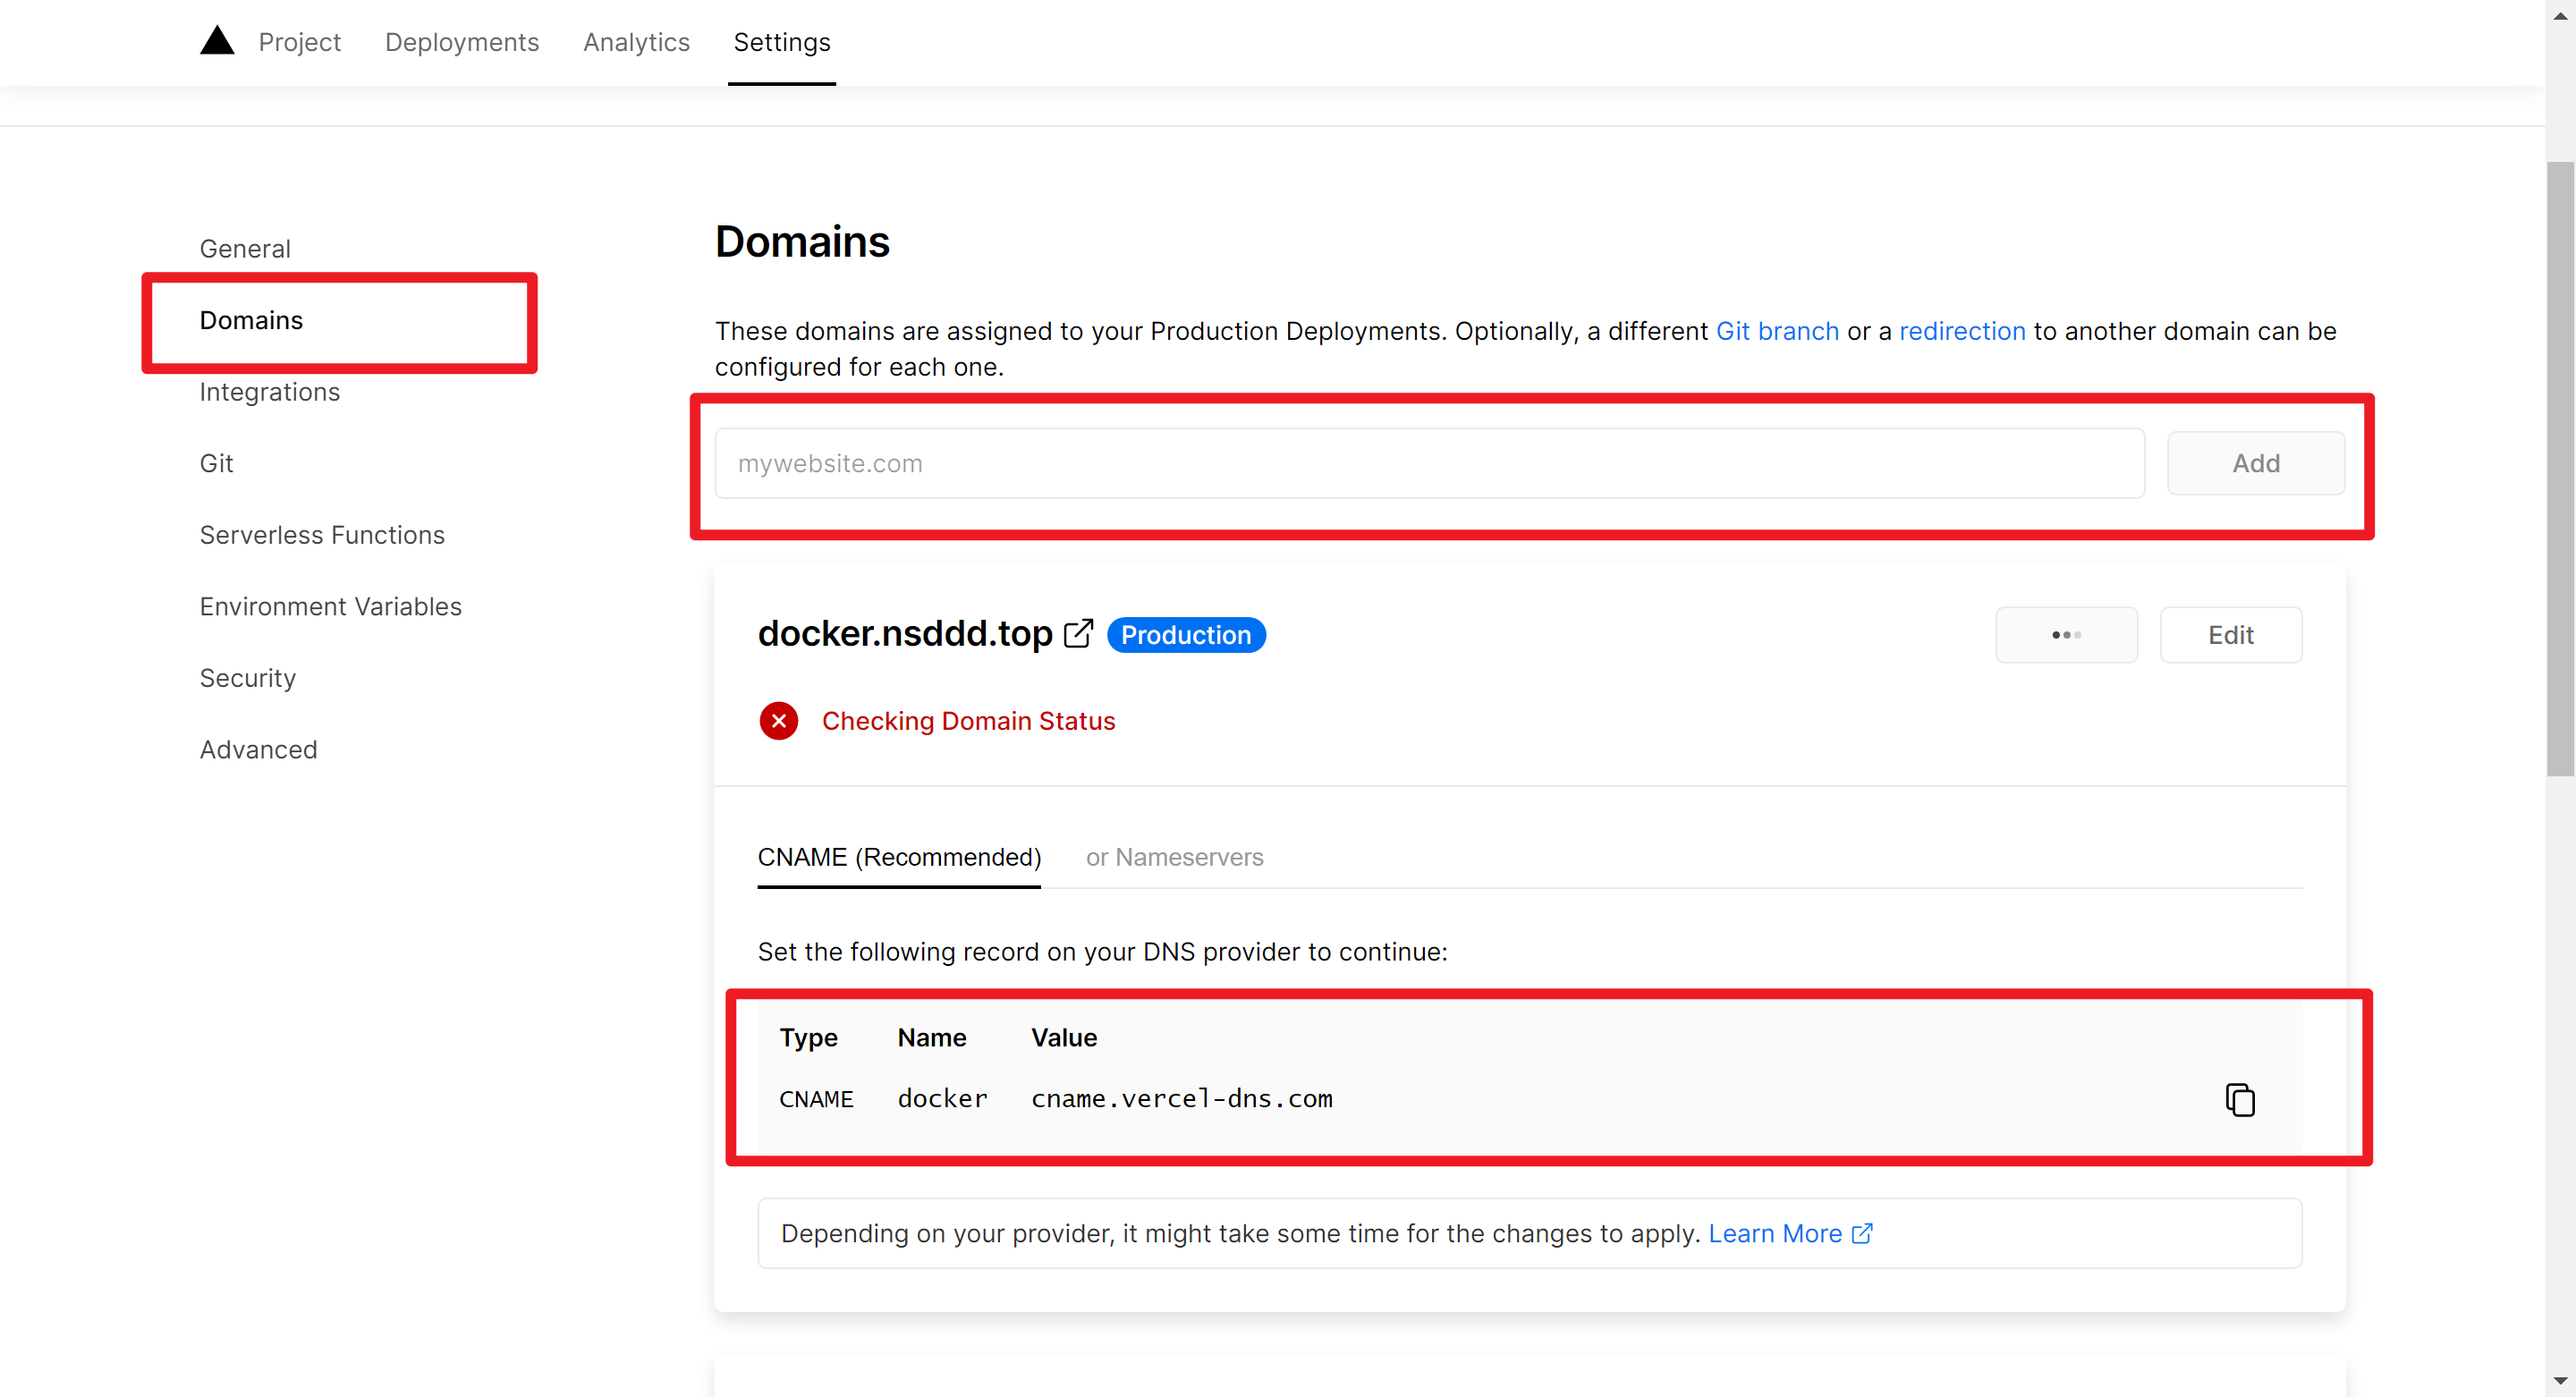 Project Deployments Analytics Settings
General
Domains
Integrations
Git
Serverless Functions
Environment Variables
Security
Advanced
Domains
These domains are assigned to your Production Deployments. Optionally, a different Git branch or a redirection to another domain can be
configured for each one.
mywebsite.com Add
docker.nsddd.top Production Edit
Checking Domain Status
CNAME (Recommended) or Nameservers
Set the following record on your DNS provider to continue:
Type Name Value
CNAME docker cname.vercel-dns.com
Depending on your provider, it might take some time for the changes to apply. Learn More